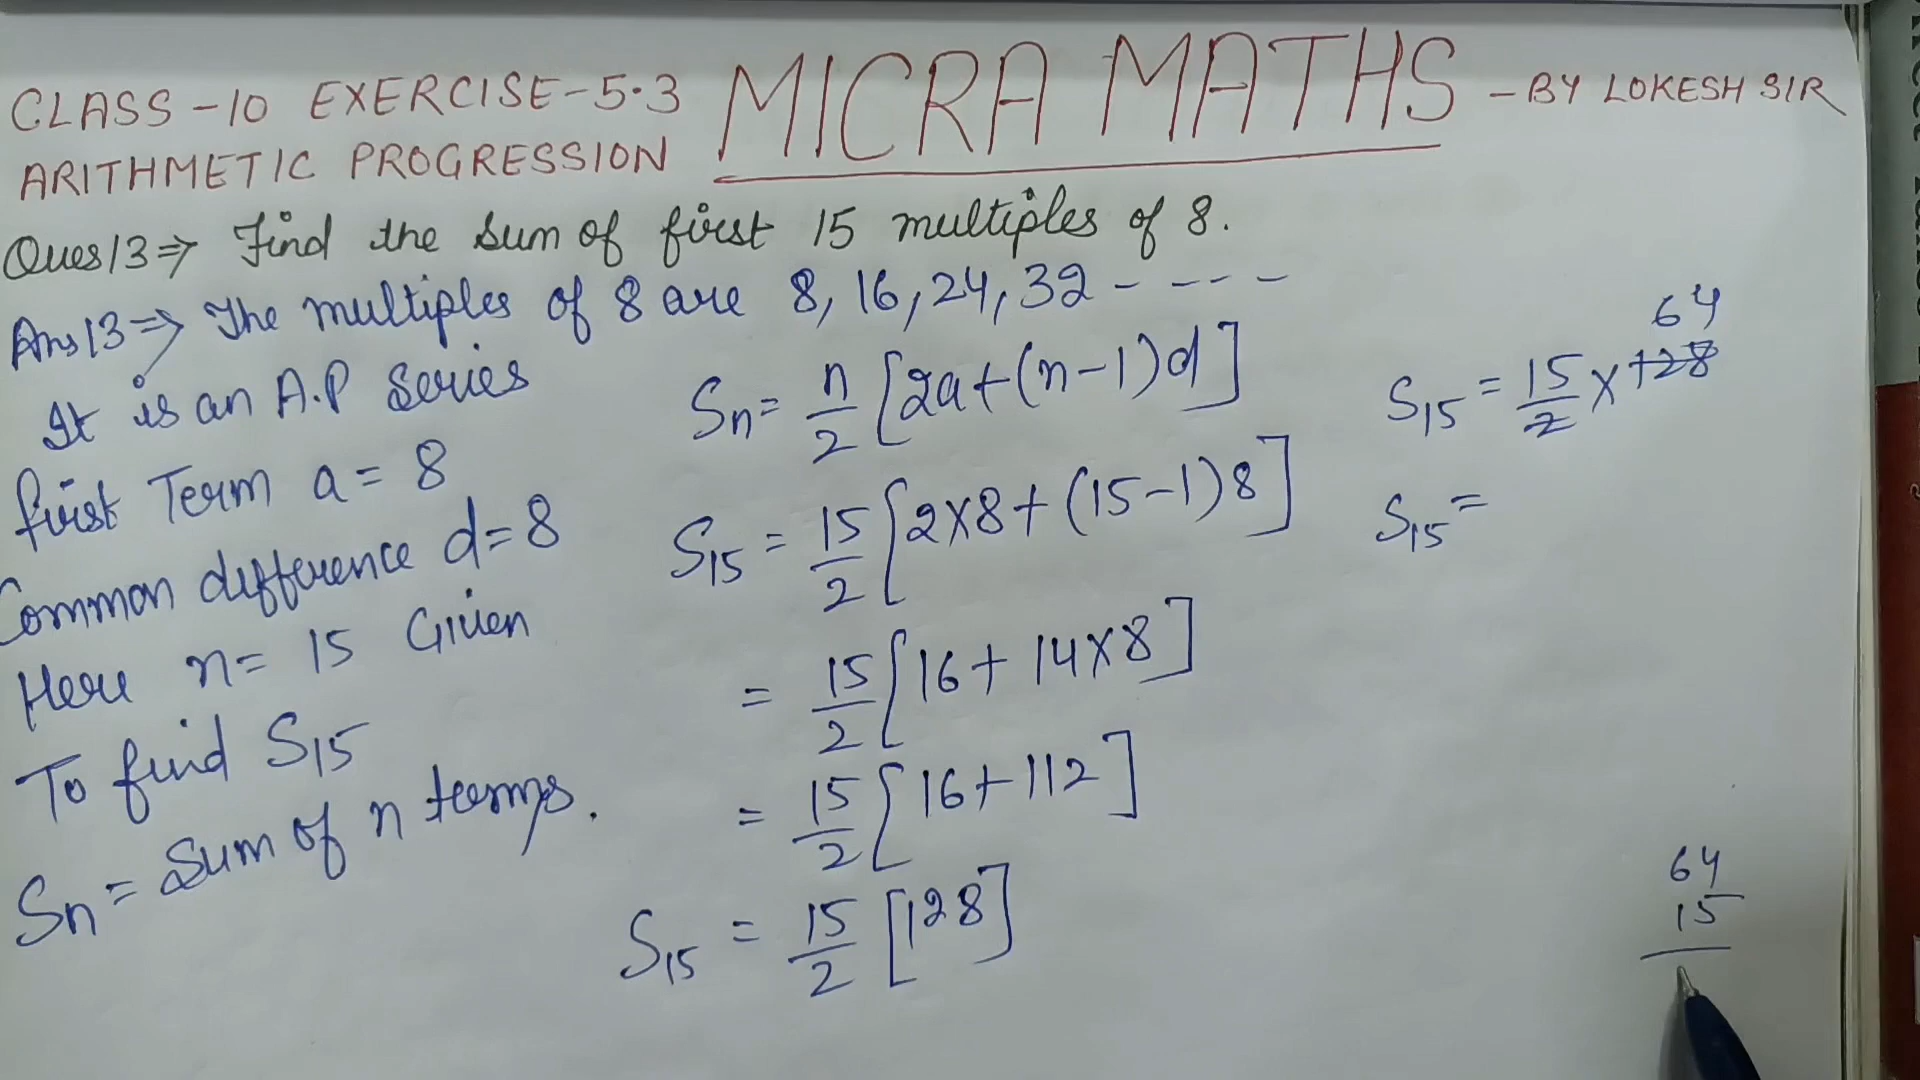 CLASS-10 EXERCISE-5.3 MICRA MATHS - BY LOKESH SIR
ARITHMETIC PROGRESSION
Ques13⇒ Find the sum of first 15 multiples of 8.
Ans13⇒ The multiples of 8 are 8, 16, 24, 32 - - - -
It is an A.P Series
first Term a = 8
Common difference d=8
Here n= 15 Given
To find S15
Sn = Sum of n terms.
Sn = n/2 [2a+(n-1)d]
S15 = 15/2 [2×8+(15-1)8]
= 15/2 [16+14×8]
= 15/2 [16+112]
S15 = 15/2 [128]
64
S15 = 15/2 × 128
S15 =
64
15